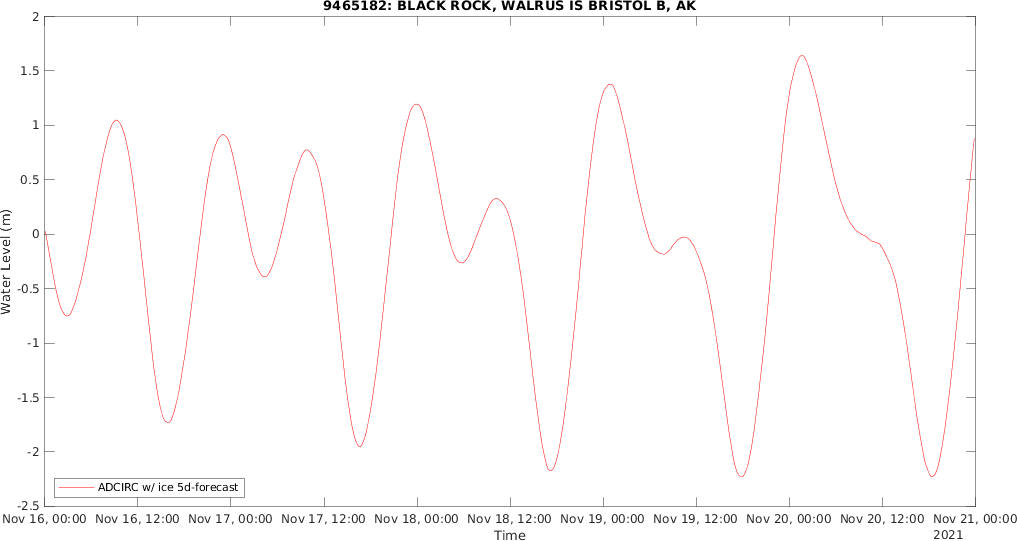 9465182: BLACK ROCK, WALRUS IS BRISTOL B, AK
2
1.5
1
0.5
0
-0.5
-1
-1.5
-2
-2.5
Water Level (m)
ADCIRC w/ ice 5d-forecast
Nov 16, 00:00 Nov 16, 12:00 Nov 17, 00:00 Nov 17, 12:00 Nov 18, 00:00 Nov 18, 12:00 Nov 19, 00:00 Nov 19, 12:00 Nov 20, 00:00 Nov 20, 12:00 Nov 21, 00:00
Time
2021